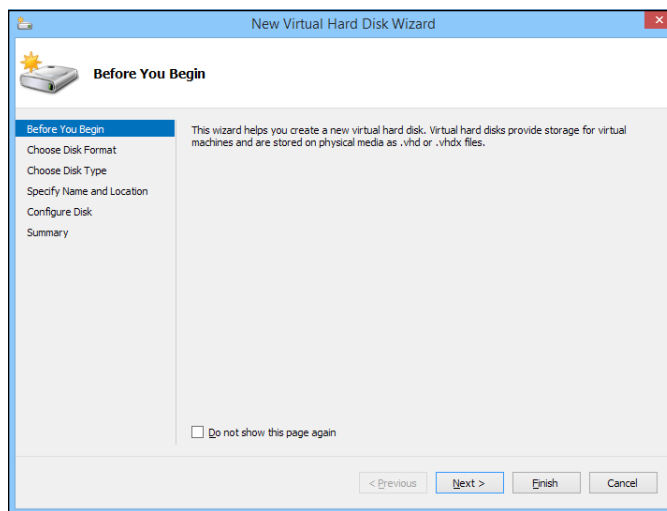 New Virtual Hard Disk Wizard
Before You Begin
Before You Begin
Choose Disk Format
Choose Disk Type
Specify Name and Location
Configure Disk
Summary
This wizard helps you create a new virtual hard disk. Virtual hard disks provide storage for virtual
machines and are stored on physical media as .vhd or .vhdx files.
Do not show this page again
< Previous
Next >
Finish
Cancel